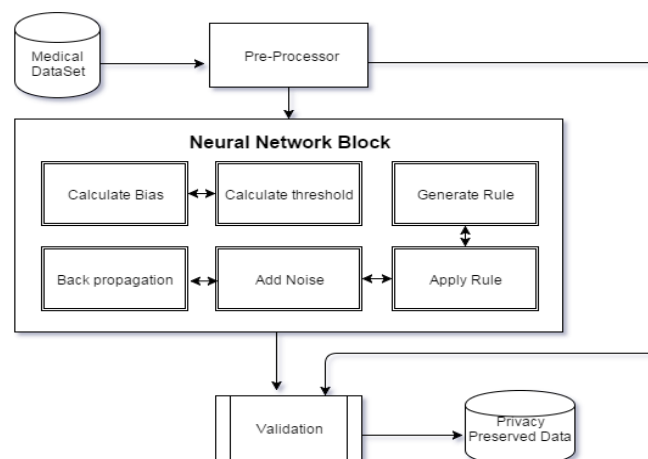 Medical
DataSet
Pre-Processor
Neural Network Block
Calculate Bias
Calculate threshold
Generate Rule
Back propagation
Add Noise
Apply Rule
Validation
Privacy
Preserved Data